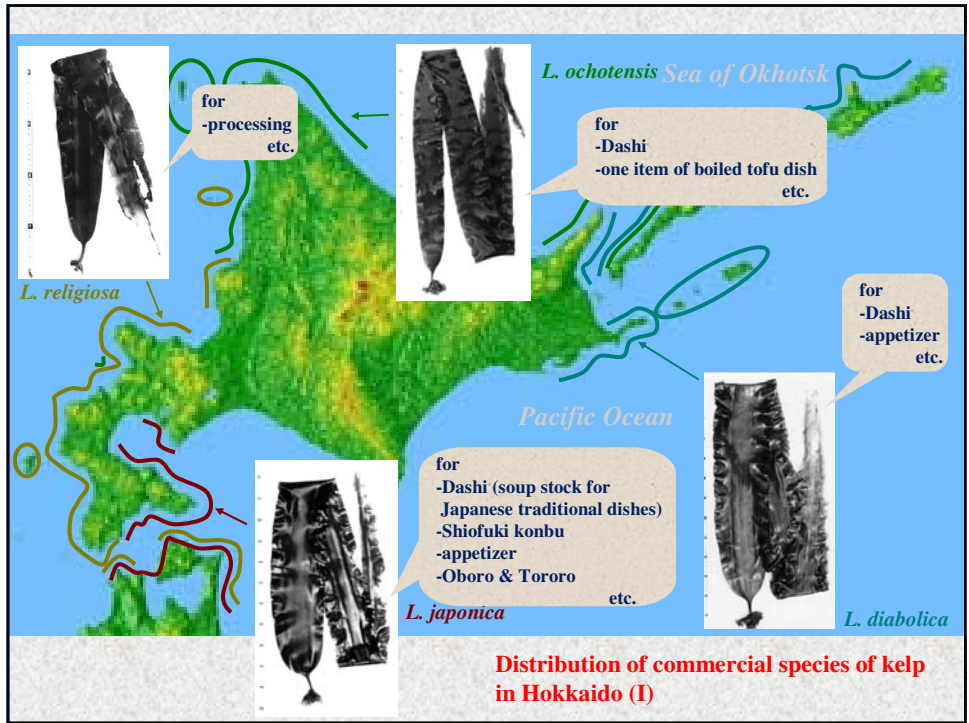 L. ochotensis
Sea of Okhotsk
for
-processing
etc.
for
-Dashi
-one item of boiled tofu dish
etc.
L. religiosa
for
-Dashi
-appetizer
etc.
Pacific Ocean
for
-Dashi (soup stock for
Japanese traditional dishes)
-Shiofuki konbu
-appetizer
-Oboro & Tororo
etc.
L. japonica
L. diabolica
Distribution of commercial species of kelp
in Hokkaido (I)